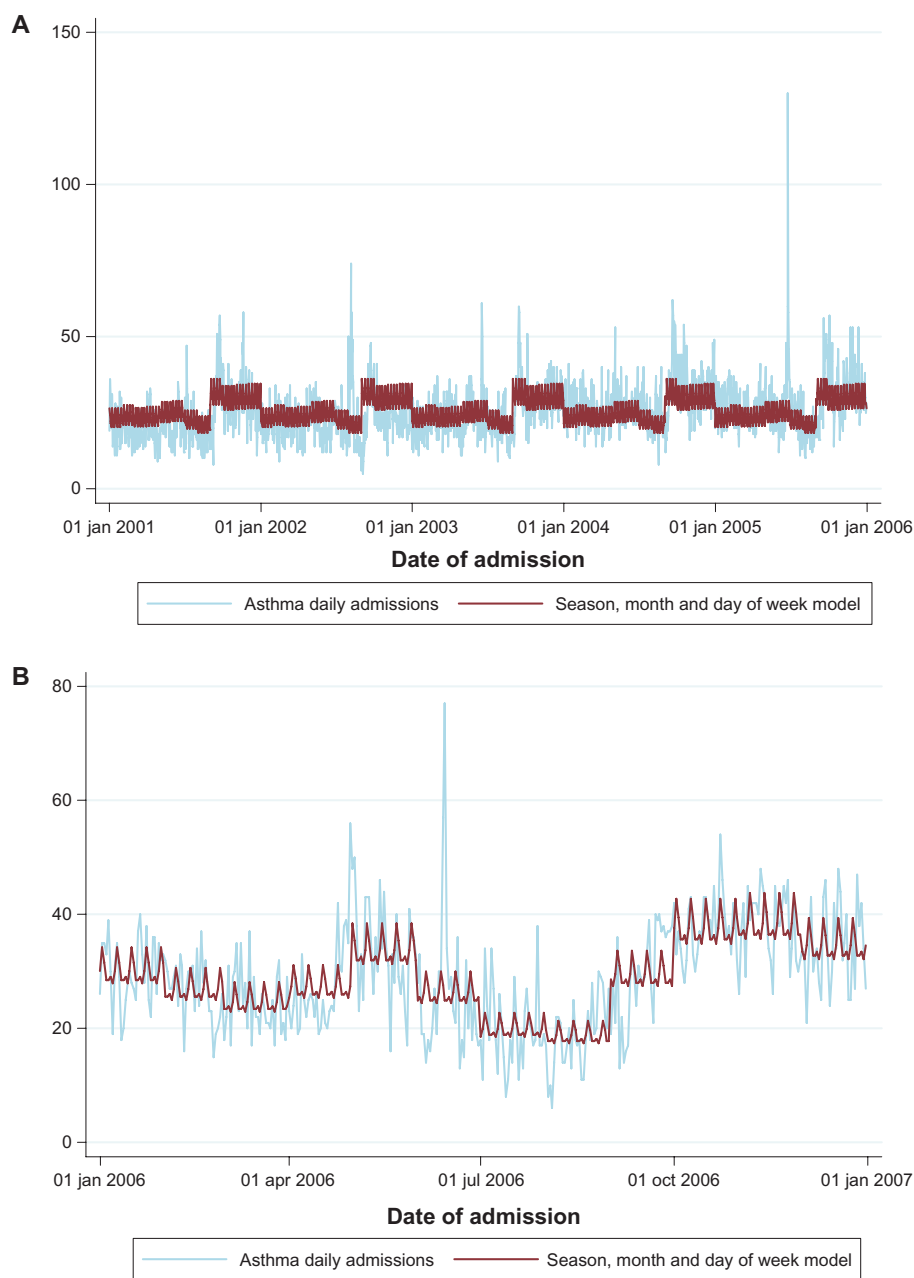 A
150
100
50
0
01 jan 2001 01 jan 2002 01 jan 2003 01 jan 2004 01 jan 2005 01 jan 2006
Date of admission
Asthma daily admissions Season, month and day of week model
B
80
60
40
20
0
01 jan 2006 01 apr 2006 01 jul 2006 01 oct 2006 01 jan 2007
Date of admission
Asthma daily admissions Season, month and day of week model